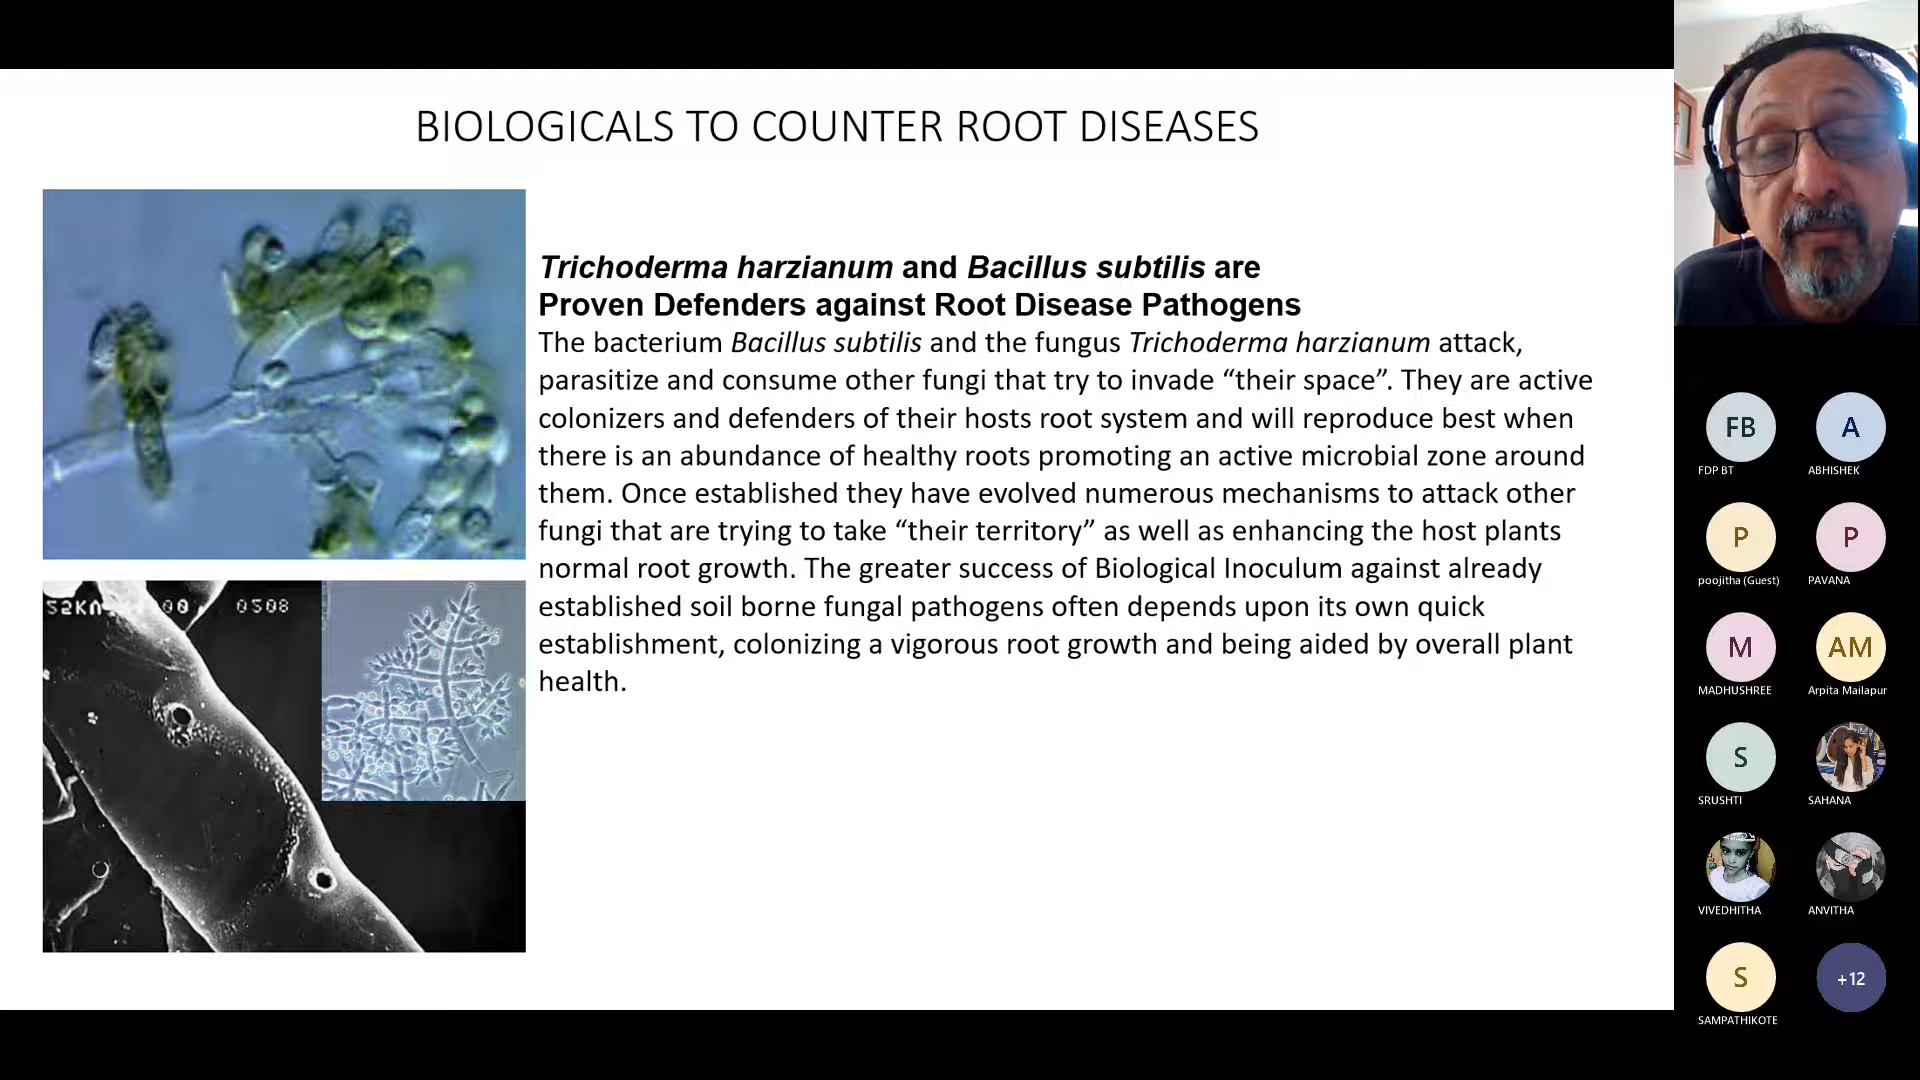 BIOLOGICALS TO COUNTER ROOT DISEASES
Trichoderma harzianum and Bacillus subtilis are
Proven Defenders against Root Disease Pathogens
The bacterium Bacillus subtilis and the fungus Trichoderma harzianum attack,
parasitize and consume other fungi that try to invade “their space”. They are active
colonizers and defenders of their hosts root system and will reproduce best when
there is an abundance of healthy roots promoting an active microbial zone around
them. Once established they have evolved numerous mechanisms to attack other
fungi that are trying to take “their territory” as well as enhancing the host plants
normal root growth. The greater success of Biological Inoculum against already
established soil borne fungal pathogens often depends upon its own quick
establishment, colonizing a vigorous root growth and being aided by overall plant
health.
FB
A
FDP BT
ABHISHEK
P
P
poojitha (Guest)
PAVANA
M
AM
MADHUSHREE
Arpita Mailapur
S
SRUSHTI
SAHANA
VIVEDHITHA
ANVITHA
S
+12
SAMPATHIKOTE